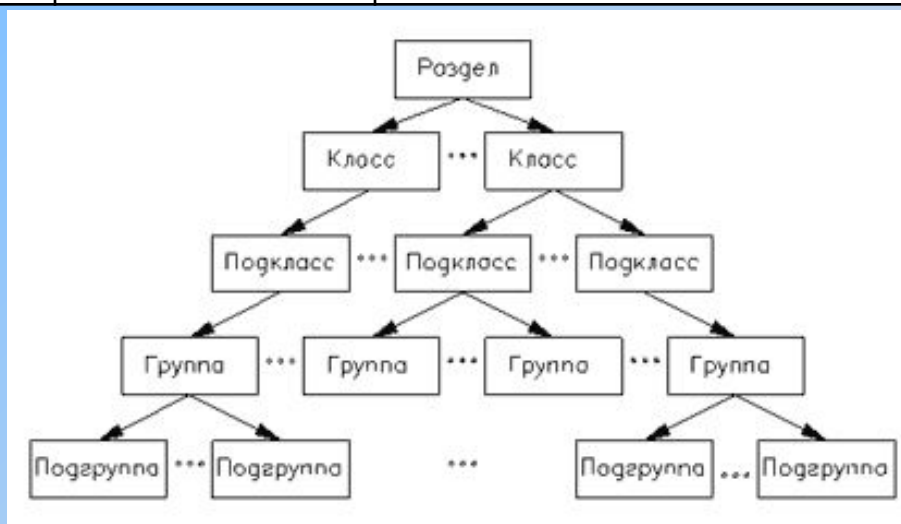 Раздел
Класс ... Класс
Подкласс ... Подкласс ... Подкласс
Группа ... Группа ... Группа ... Группа
Подгруппа ... Подгруппа ... Подгруппа ... Подгруппа